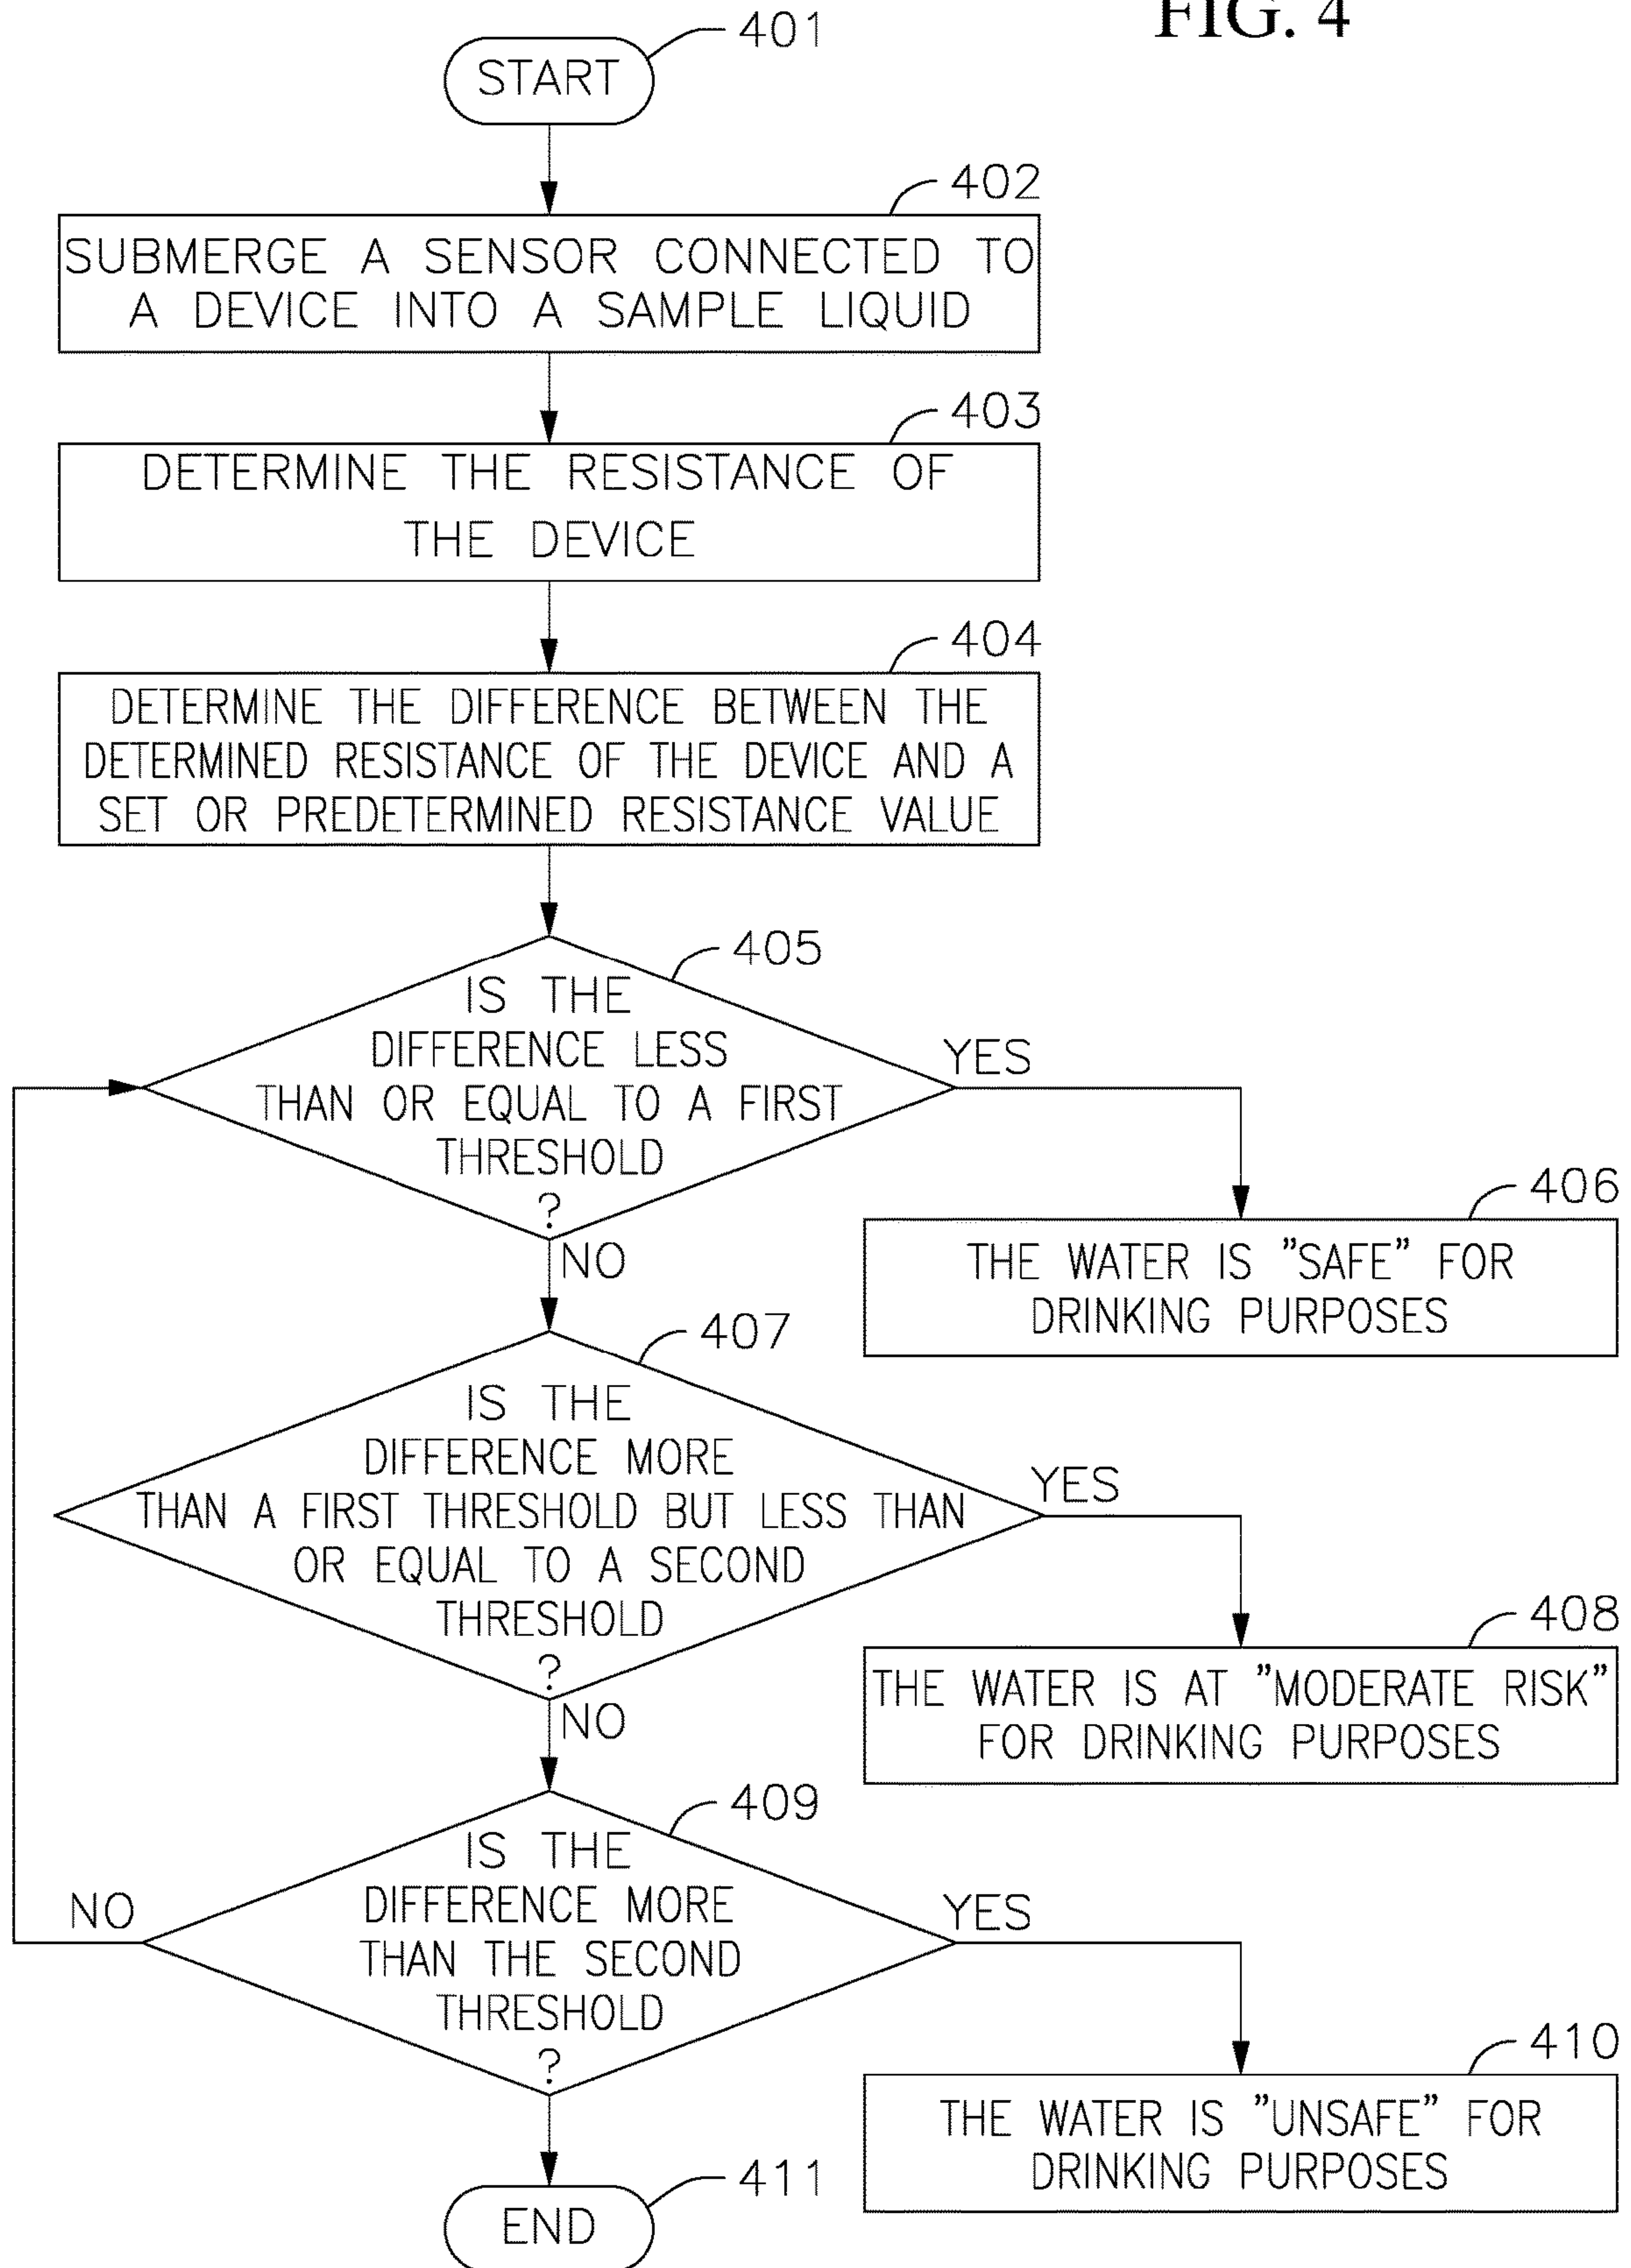 FIG. 4
401
START
402
SUBMERGE A SENSOR CONNECTED TO
A DEVICE INTO A SAMPLE LIQUID
403
DETERMINE THE RESISTANCE OF
THE DEVICE
404
DETERMINE THE DIFFERENCE BETWEEN THE
DETERMINED RESISTANCE OF THE DEVICE AND A
SET OR PREDETERMINED RESISTANCE VALUE
405
IS THE
DIFFERENCE LESS
THAN OR EQUAL TO A FIRST
THRESHOLD
?
YES
NO
406
THE WATER IS ”SAFE” FOR
DRINKING PURPOSES
407
IS THE
DIFFERENCE MORE
THAN A FIRST THRESHOLD BUT LESS THAN
OR EQUAL TO A SECOND
THRESHOLD
?
YES
NO
408
THE WATER IS AT ”MODERATE RISK”
FOR DRINKING PURPOSES
409
IS THE
DIFFERENCE MORE
THAN THE SECOND
THRESHOLD
?
NO
YES
410
THE WATER IS ”UNSAFE” FOR
DRINKING PURPOSES
411
END